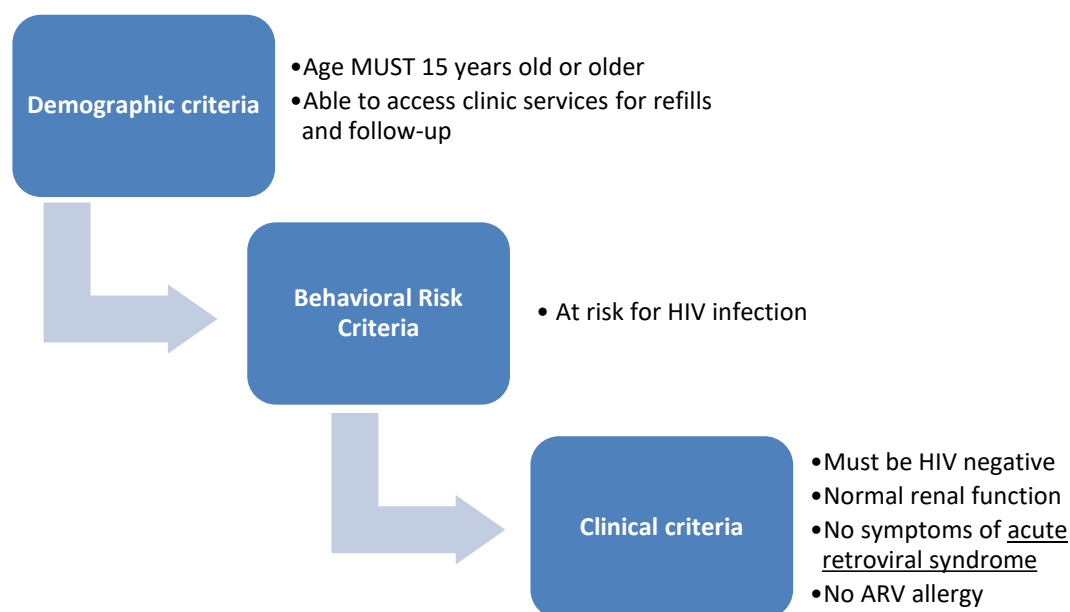 Demographic criteria
•Age MUST 15 years old or older
•Able to access clinic services for refills
and follow-up
Behavioral Risk
Criteria
• At risk for HIV infection
Clinical criteria
•Must be HIV negative
•Normal renal function
•No symptoms of acute
retroviral syndrome
•No ARV allergy